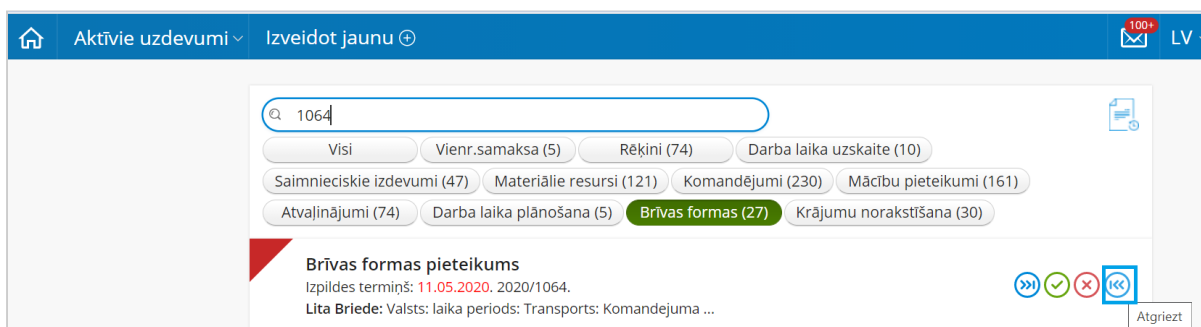 Aktīvie uzdevumi Izveidot jaunu 100+ LV
1064
Visi Vienr.samaksa (5) Rēķini (74) Darba laika uzskaite (10)
Saimnieciskie izdevumi (47) Materiālie resursi (121) Komandējumi (230) Mācību pieteikumi (161)
Atvaļinājumi (74) Darba laika plānošana (5) Brīvas formas (27) Krājumu norakstīšana (30)
Brīvas formas pieteikums
Izpildes termiņš: 11.05.2020. 2020/1064.
Lita Briede: Valsts: laika periods: Transports: Komandejuma ...
Atgriezt